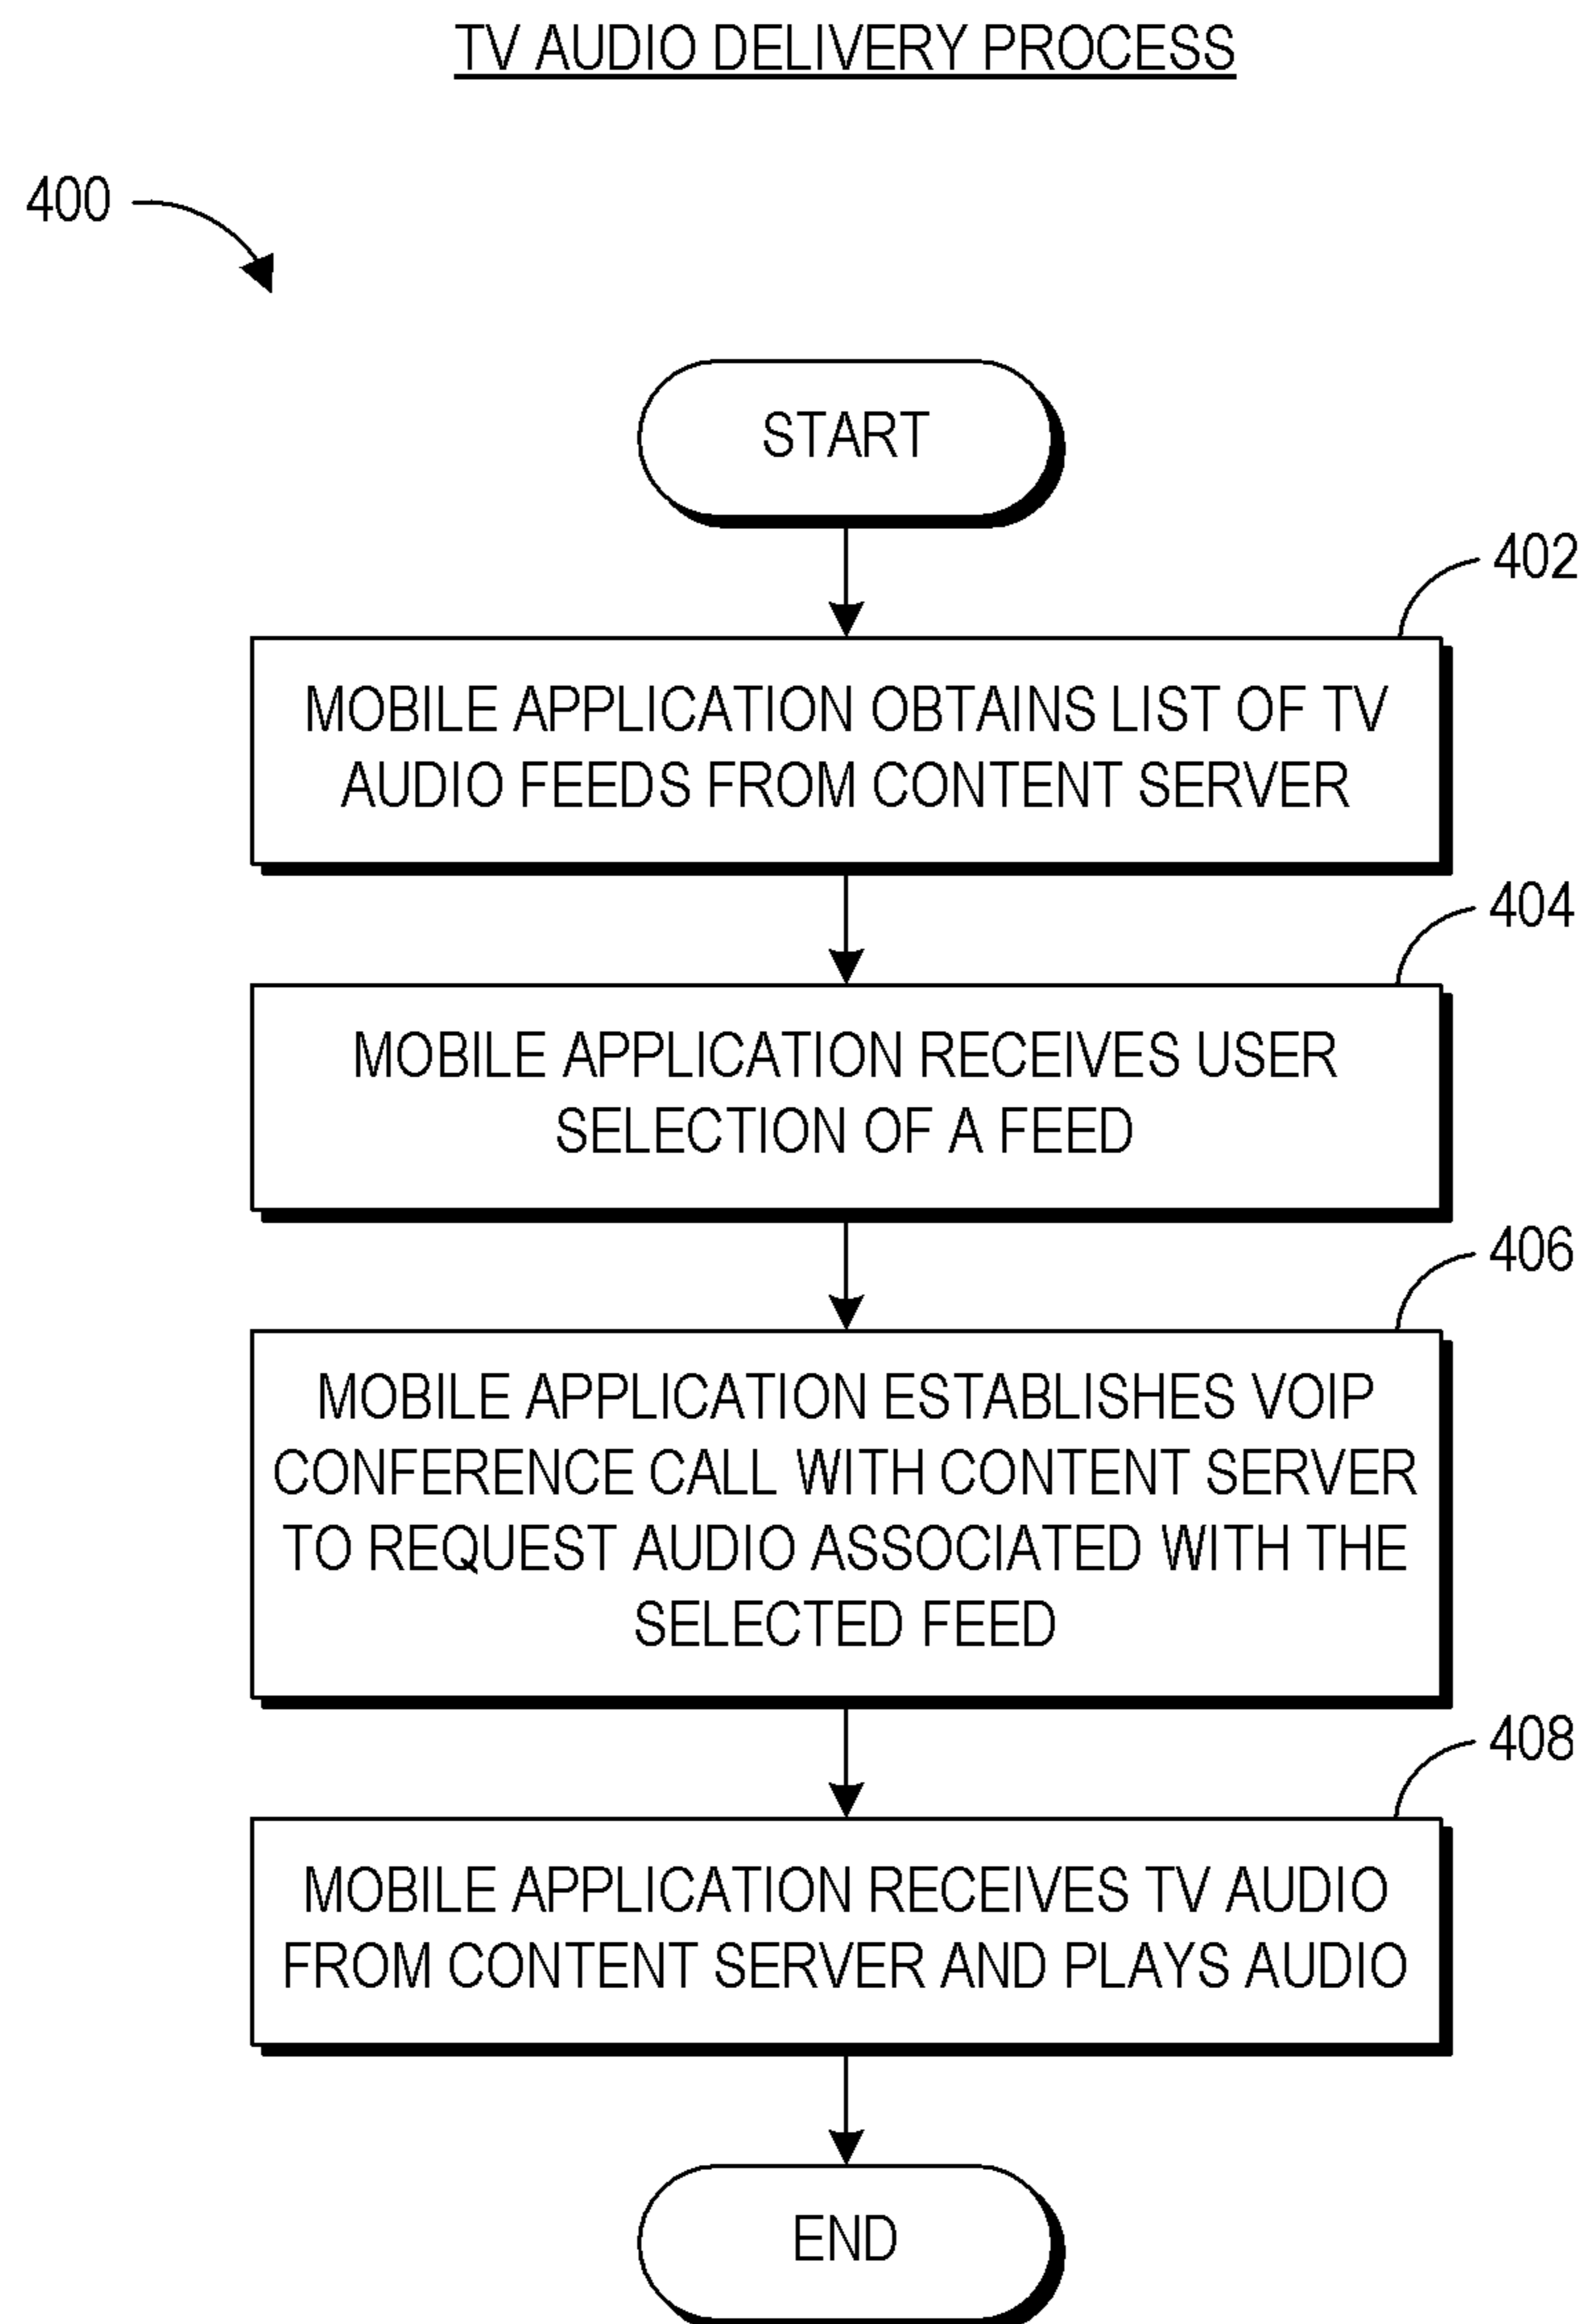 TV AUDIO DELIVERY PROCESS
400
START
402
MOBILE APPLICATION OBTAINS LIST OF TV
AUDIO FEEDS FROM CONTENT SERVER
404
MOBILE APPLICATION RECEIVES USER
SELECTION OF A FEED
406
MOBILE APPLICATION ESTABLISHES VOIP
CONFERENCE CALL WITH CONTENT SERVER
TO REQUEST AUDIO ASSOCIATED WITH THE
SELECTED FEED
408
MOBILE APPLICATION RECEIVES TV AUDIO
FROM CONTENT SERVER AND PLAYS AUDIO
END